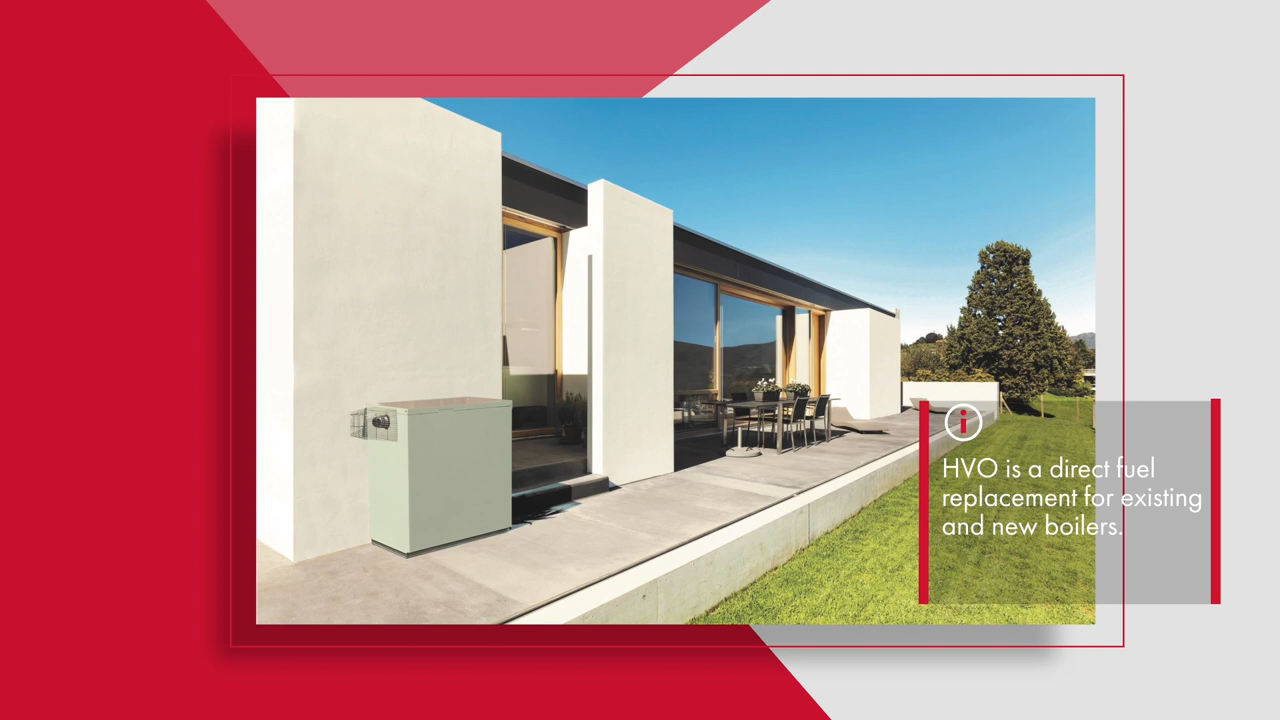 HVO is a direct fuel
replacement for existing
and new boilers.